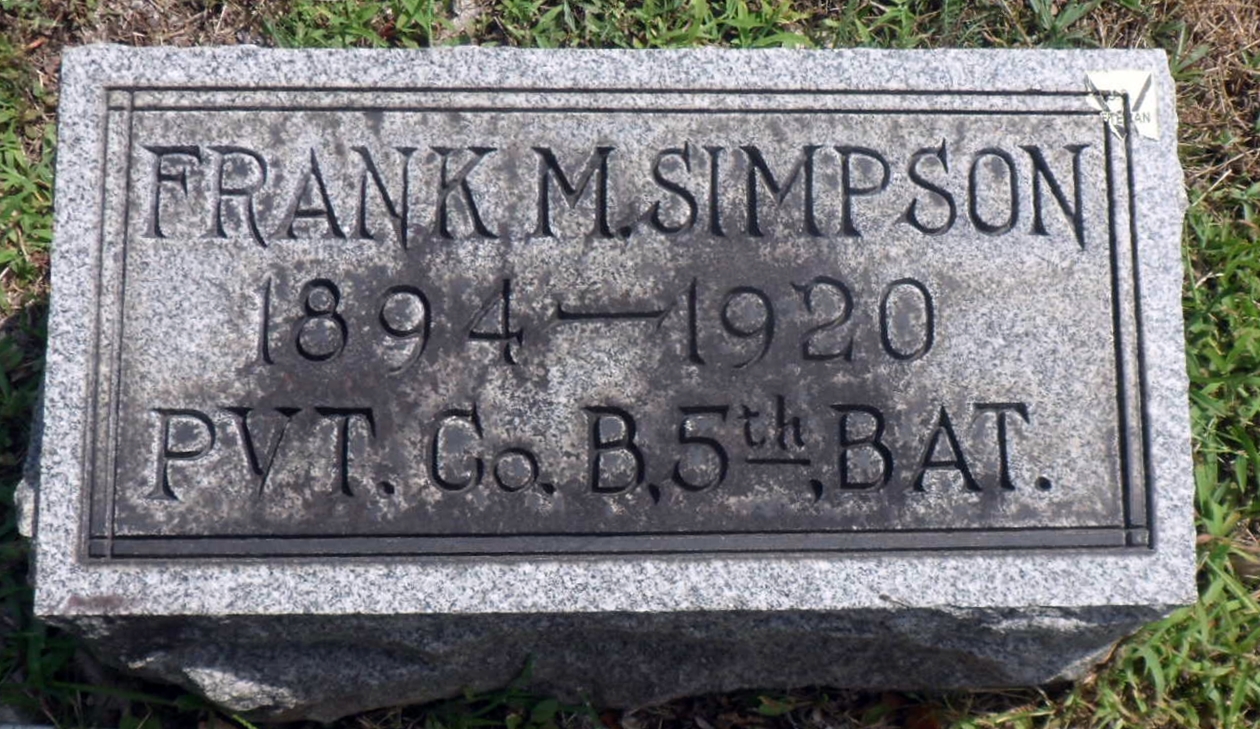 FRANK M. SIMPSON
1894 — 1920
PVT. Co. B, 5th, BAT.